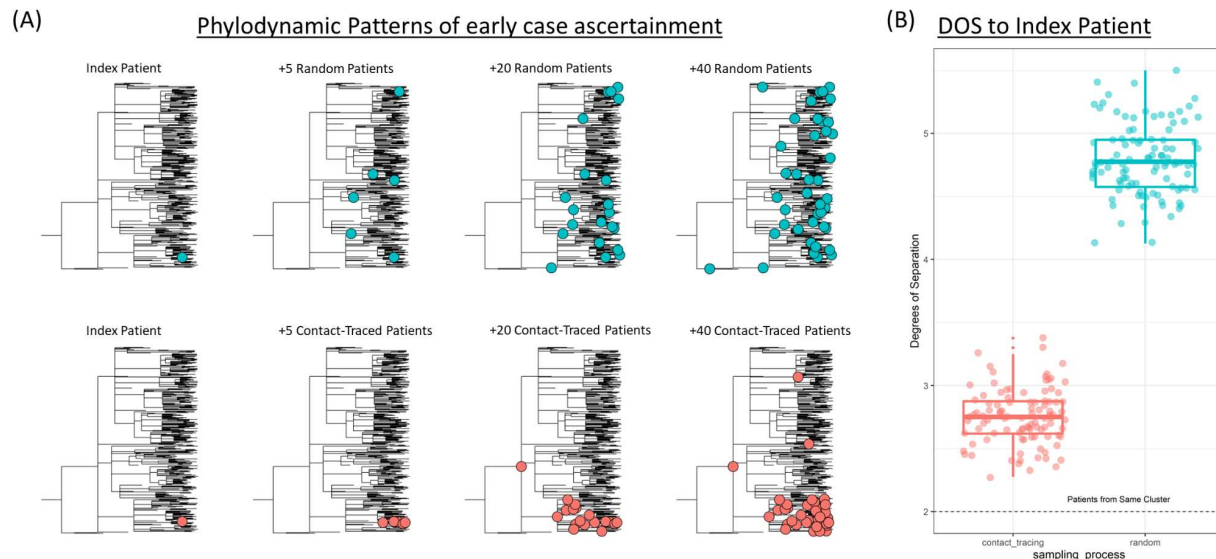 (A)
Phylodynamic Patterns of early case ascertainment
Index Patient
+5 Random Patients
+20 Random Patients
+40 Random Patients
Index Patient
+5 Contact-Traced Patients
+20 Contact-Traced Patients
+40 Contact-Traced Patients
(B)
DOS to Index Patient
Degrees of Separation
5
4
3
2
Patients from Same Cluster
contact_tracing
random
sampling_process